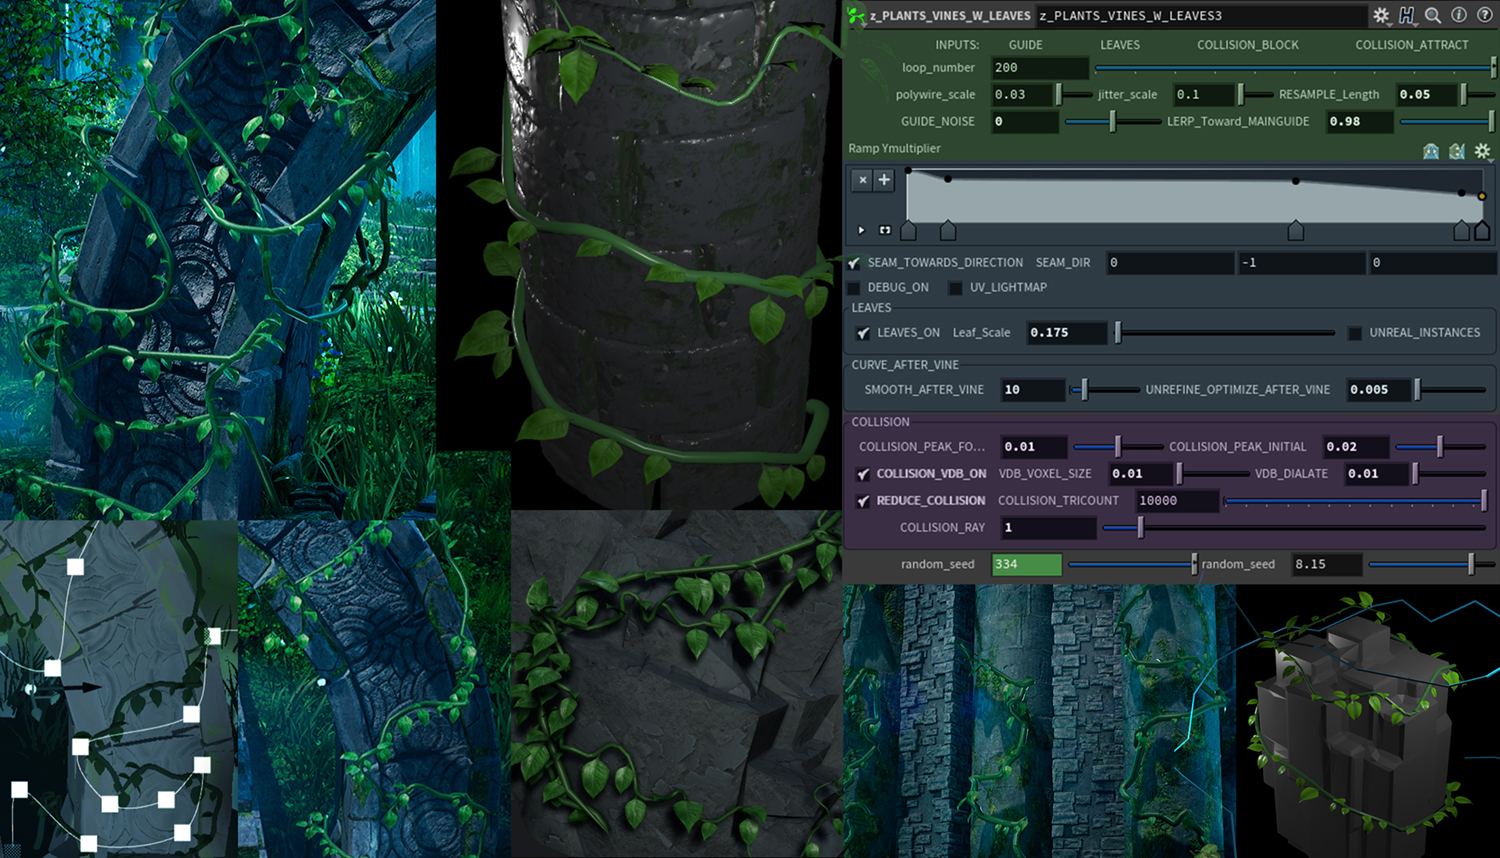 z_PLANTS_VINES_W_LEAVES z_PLANTS_VINES_W_LEAVES3
INPUTS: GUIDE LEAVES COLLISION_BLOCK COLLISION_ATTRACT
loop_number 200
polywire_scale 0.03 jitter_scale 0.1 RESAMPLE_Length 0.05
GUIDE_NOISE 0 LERP_Toward_MAINGUIDE 0.98
Ramp Ymultiplier
SEAM_TOWARDS_DIRECTION SEAM_DIR 0 -1 0
DEBUG_ON UV_LIGHTMAP
LEAVES
LEAVES_ON Leaf_Scale 0.175 UNREAL_INSTANCES
CURVE_AFTER_VINE
SMOOTH_AFTER_VINE 10 UNREFINE_OPTIMIZE_AFTER_VINE 0.005
COLLISION
COLLISION_PEAK_FO... 0.01 COLLISION_PEAK_INITIAL 0.02
COLLISION_VDB_ON VDB_VOXEL_SIZE 0.01 VDB_DIALATE 0.01
REDUCE_COLLISION COLLISION_TRICOUNT 10000
COLLISION_RAY 1
random_seed 334 random_seed 8.15